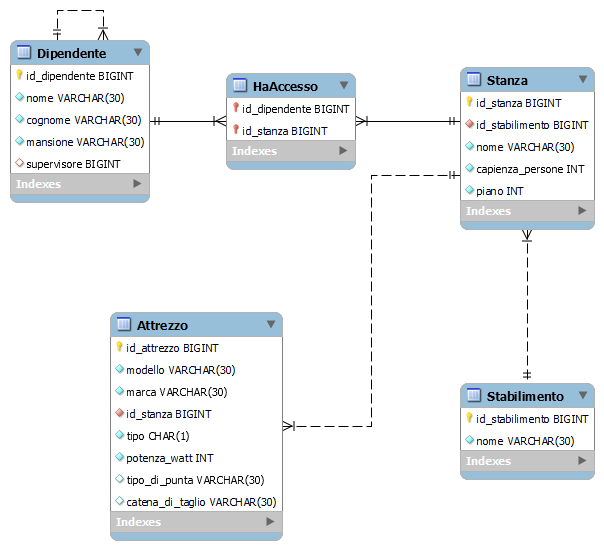 Dipendente
id_dipendente BIGINT
nome VARCHAR(30)
cognome VARCHAR(30)
mansione VARCHAR(30)
supervisore BIGINT
Indexes
HaAccesso
id_dipendente BIGINT
id_stanza BIGINT
Indexes
Stanza
id_stanza BIGINT
id_stabilimento BIGINT
nome VARCHAR(30)
capienza_persone INT
piano INT
Indexes
Attrezzo
id_attrezzo BIGINT
modello VARCHAR(30)
marca VARCHAR(30)
id_stanza BIGINT
tipo CHAR(1)
potenza_watt INT
tipo_di_punta VARCHAR(30)
catena_di_taglio VARCHAR(30)
Indexes
Stabilimento
id_stabilimento BIGINT
nome VARCHAR(30)
Indexes